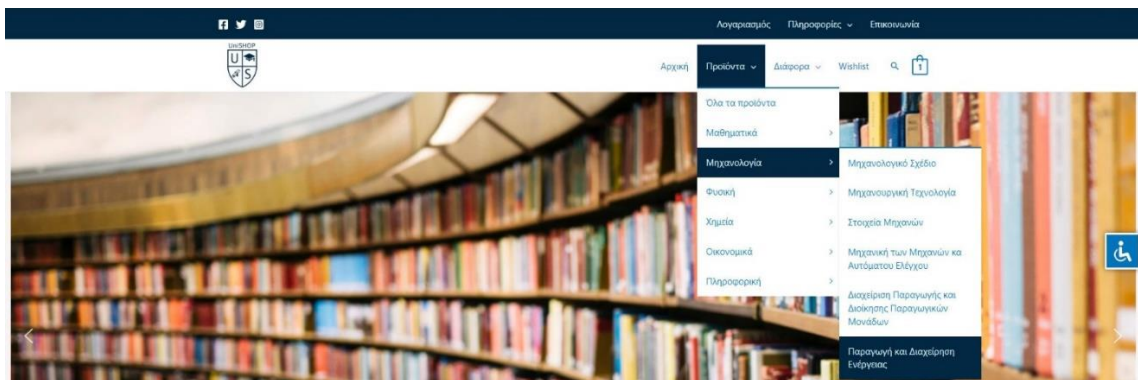 Λογαριασμός Πληροφορίες Επικοινωνία
UniSHOP
U
S
Αρχική Προϊόντα Διάφορα Wishlist 1
Όλα τα προϊόντα
Μαθηματικά
Μηχανολογία
Φυσική
Χημεία
Οικονομικά
Πληροφορική
Μηχανολογικό Σχέδιο
Μηχανουργική Τεχνολογία
Στοιχεία Μηχανών
Μηχανική των Μηχανών κα
Αυτόματου Ελέγχου
Διαχείριση Παραγωγής και
Διοίκησης Παραγωγικών
Μονάδων
Παραγωγή και Διαχείρηση
Ενέργειας